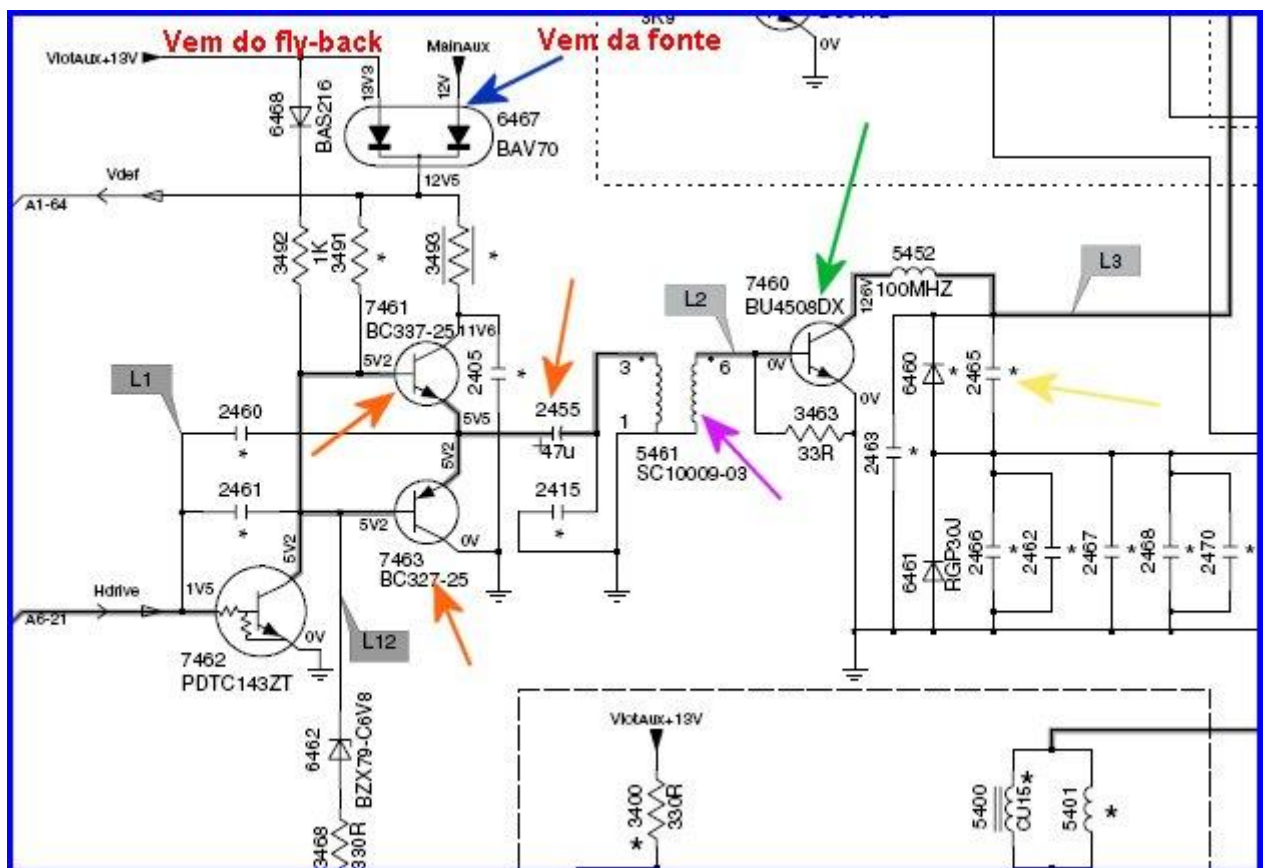 3K9
0V
VlotAux+13V
Vem do fly-back
MainAux
Vem da fonte
13V3
12V
6468
BAS216
6467
BAV70
Vdef
12V5
A1-64
3492
1K
3491
*
3493
*
7461
BC337-25
11V6
5V2
2405
*
L1
2460
*
5V5
2455
47u
5V2
2461
*
5V2
7463
BC327-25
0V
2415
*
3
1
6
5461
SC10009-03
L2
7460
BU4508DX
126V
0V
0V
3463
33R
5452
100MHZ
L3
6460
*
2465
*
2463
*
6461
RGP30J
2466
*
2462
*
2467
*
2468
*
2470
*
5V2
Hdrive
1V5
A6-21
0V
7462
PDTC143ZT
L12
6462
BZX79-C6V8
3468
330R
VlotAux+13V
*
3400
330R
5400
CU15
*
5401
*